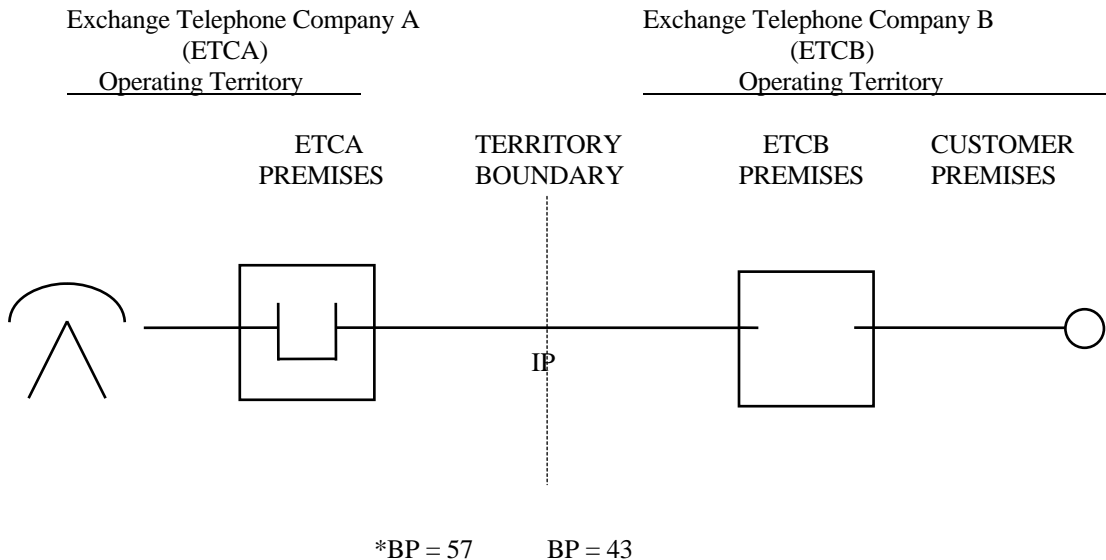 Exchange Telephone Company A
(ETCA)
Operating Territory
Exchange Telephone Company B
(ETCB)
Operating Territory
ETCA
PREMISES
TERRITORY
BOUNDARY
ETCB
PREMISES
CUSTOMER
PREMISES
IP
*BP = 57 BP = 43